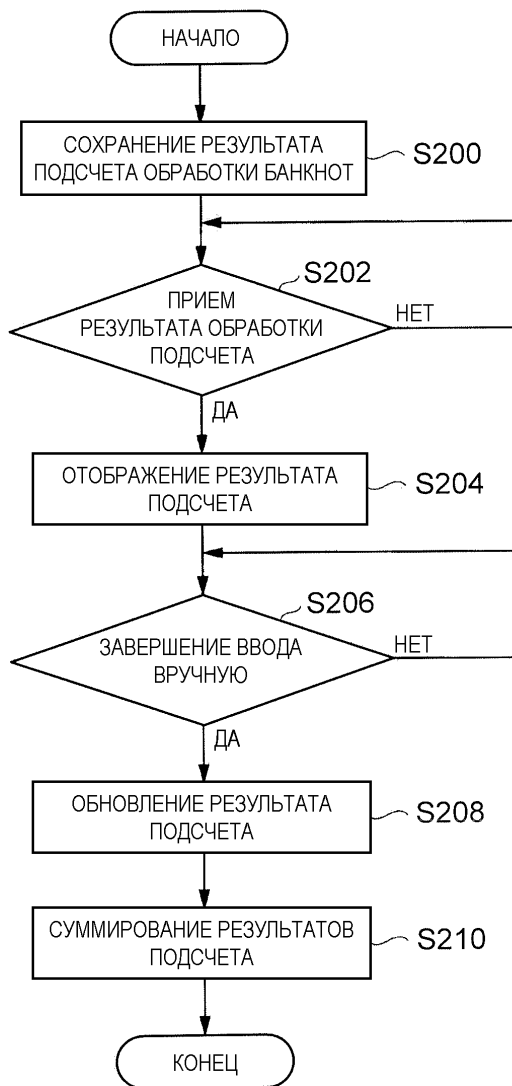 НАЧАЛО
СОХРАНЕНИЕ РЕЗУЛЬТАТА
ПОДСЧЕТА ОБРАБОТКИ БАНКНОТ
S200
S202
ПРИЕМ
РЕЗУЛЬТАТА ОБРАБОТКИ
ПОДСЧЕТА
НЕТ
ДА
ОТОБРАЖЕНИЕ РЕЗУЛЬТАТА
ПОДСЧЕТА
S204
S206
ЗАВЕРШЕНИЕ ВВОДА
ВРУЧНУЮ
НЕТ
ДА
ОБНОВЛЕНИЕ РЕЗУЛЬТАТА
ПОДСЧЕТА
S208
СУММИРОВАНИЕ РЕЗУЛЬТАТОВ
ПОДСЧЕТА
S210
КОНЕЦ